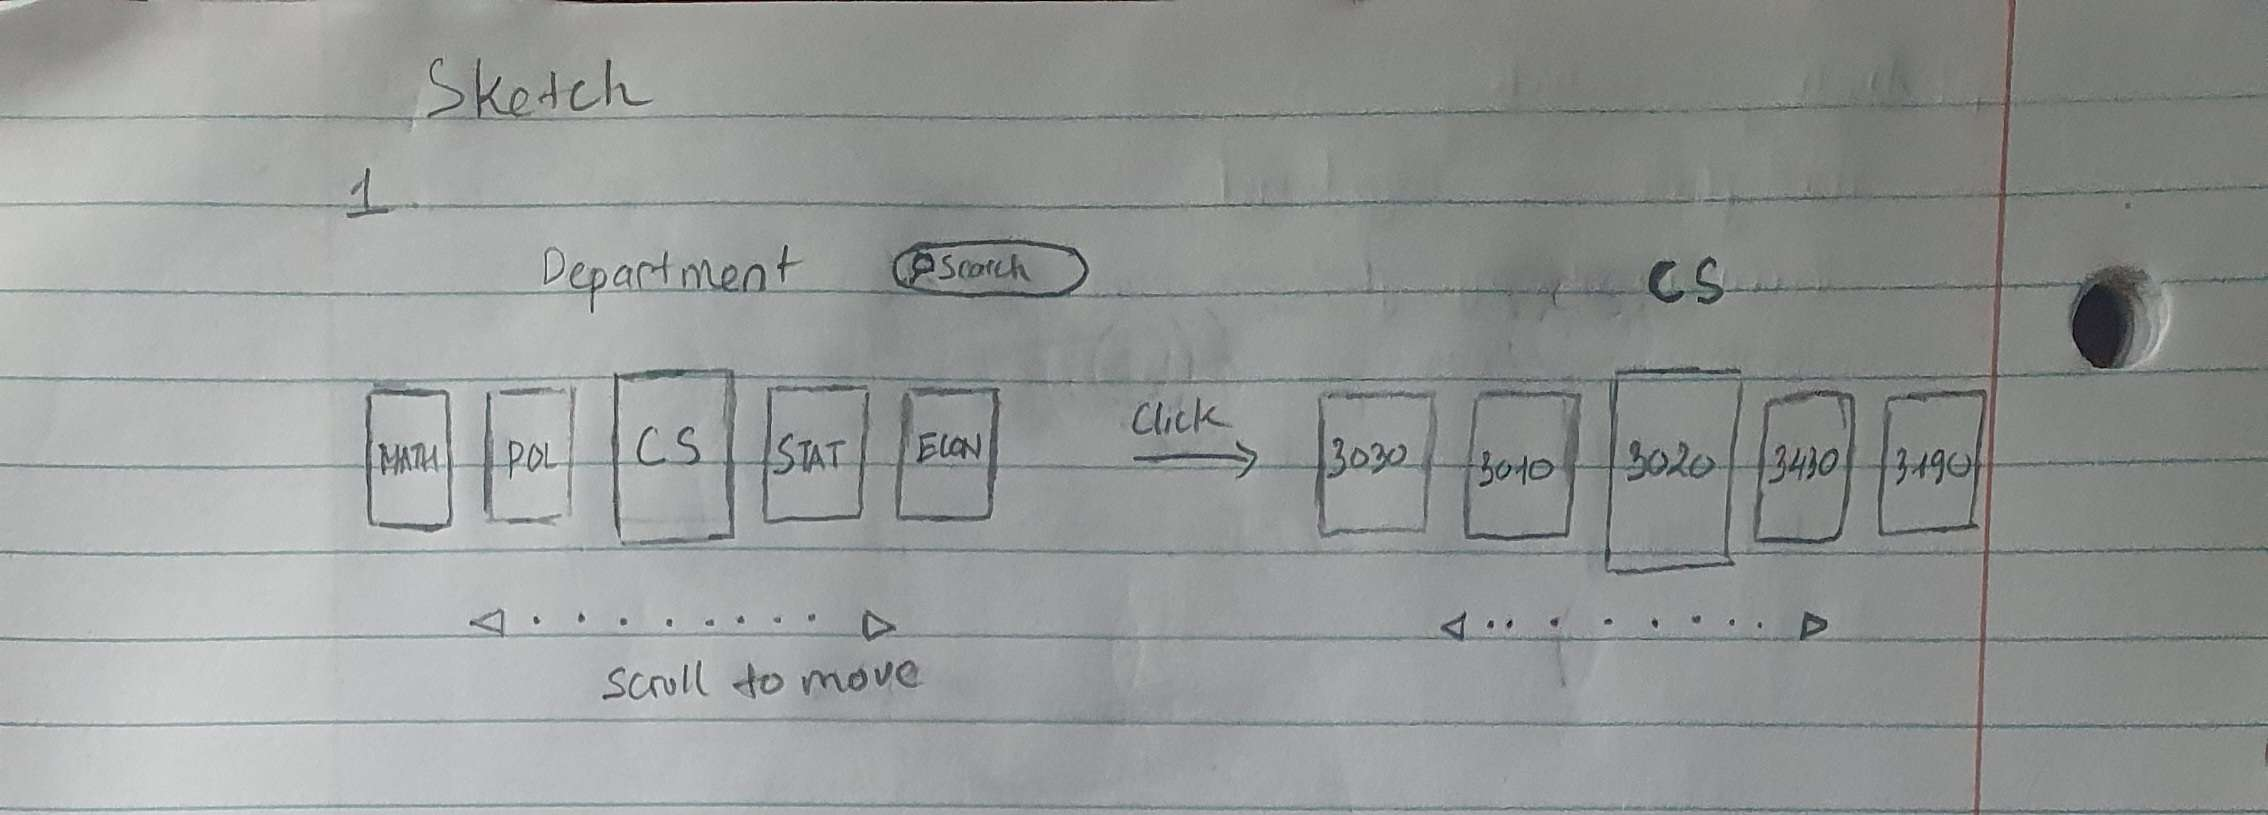 Sketch
1
Department Search CS
MATH POL CS STAT ECON Click 3030 3010 3020 3430 3190
scroll to move